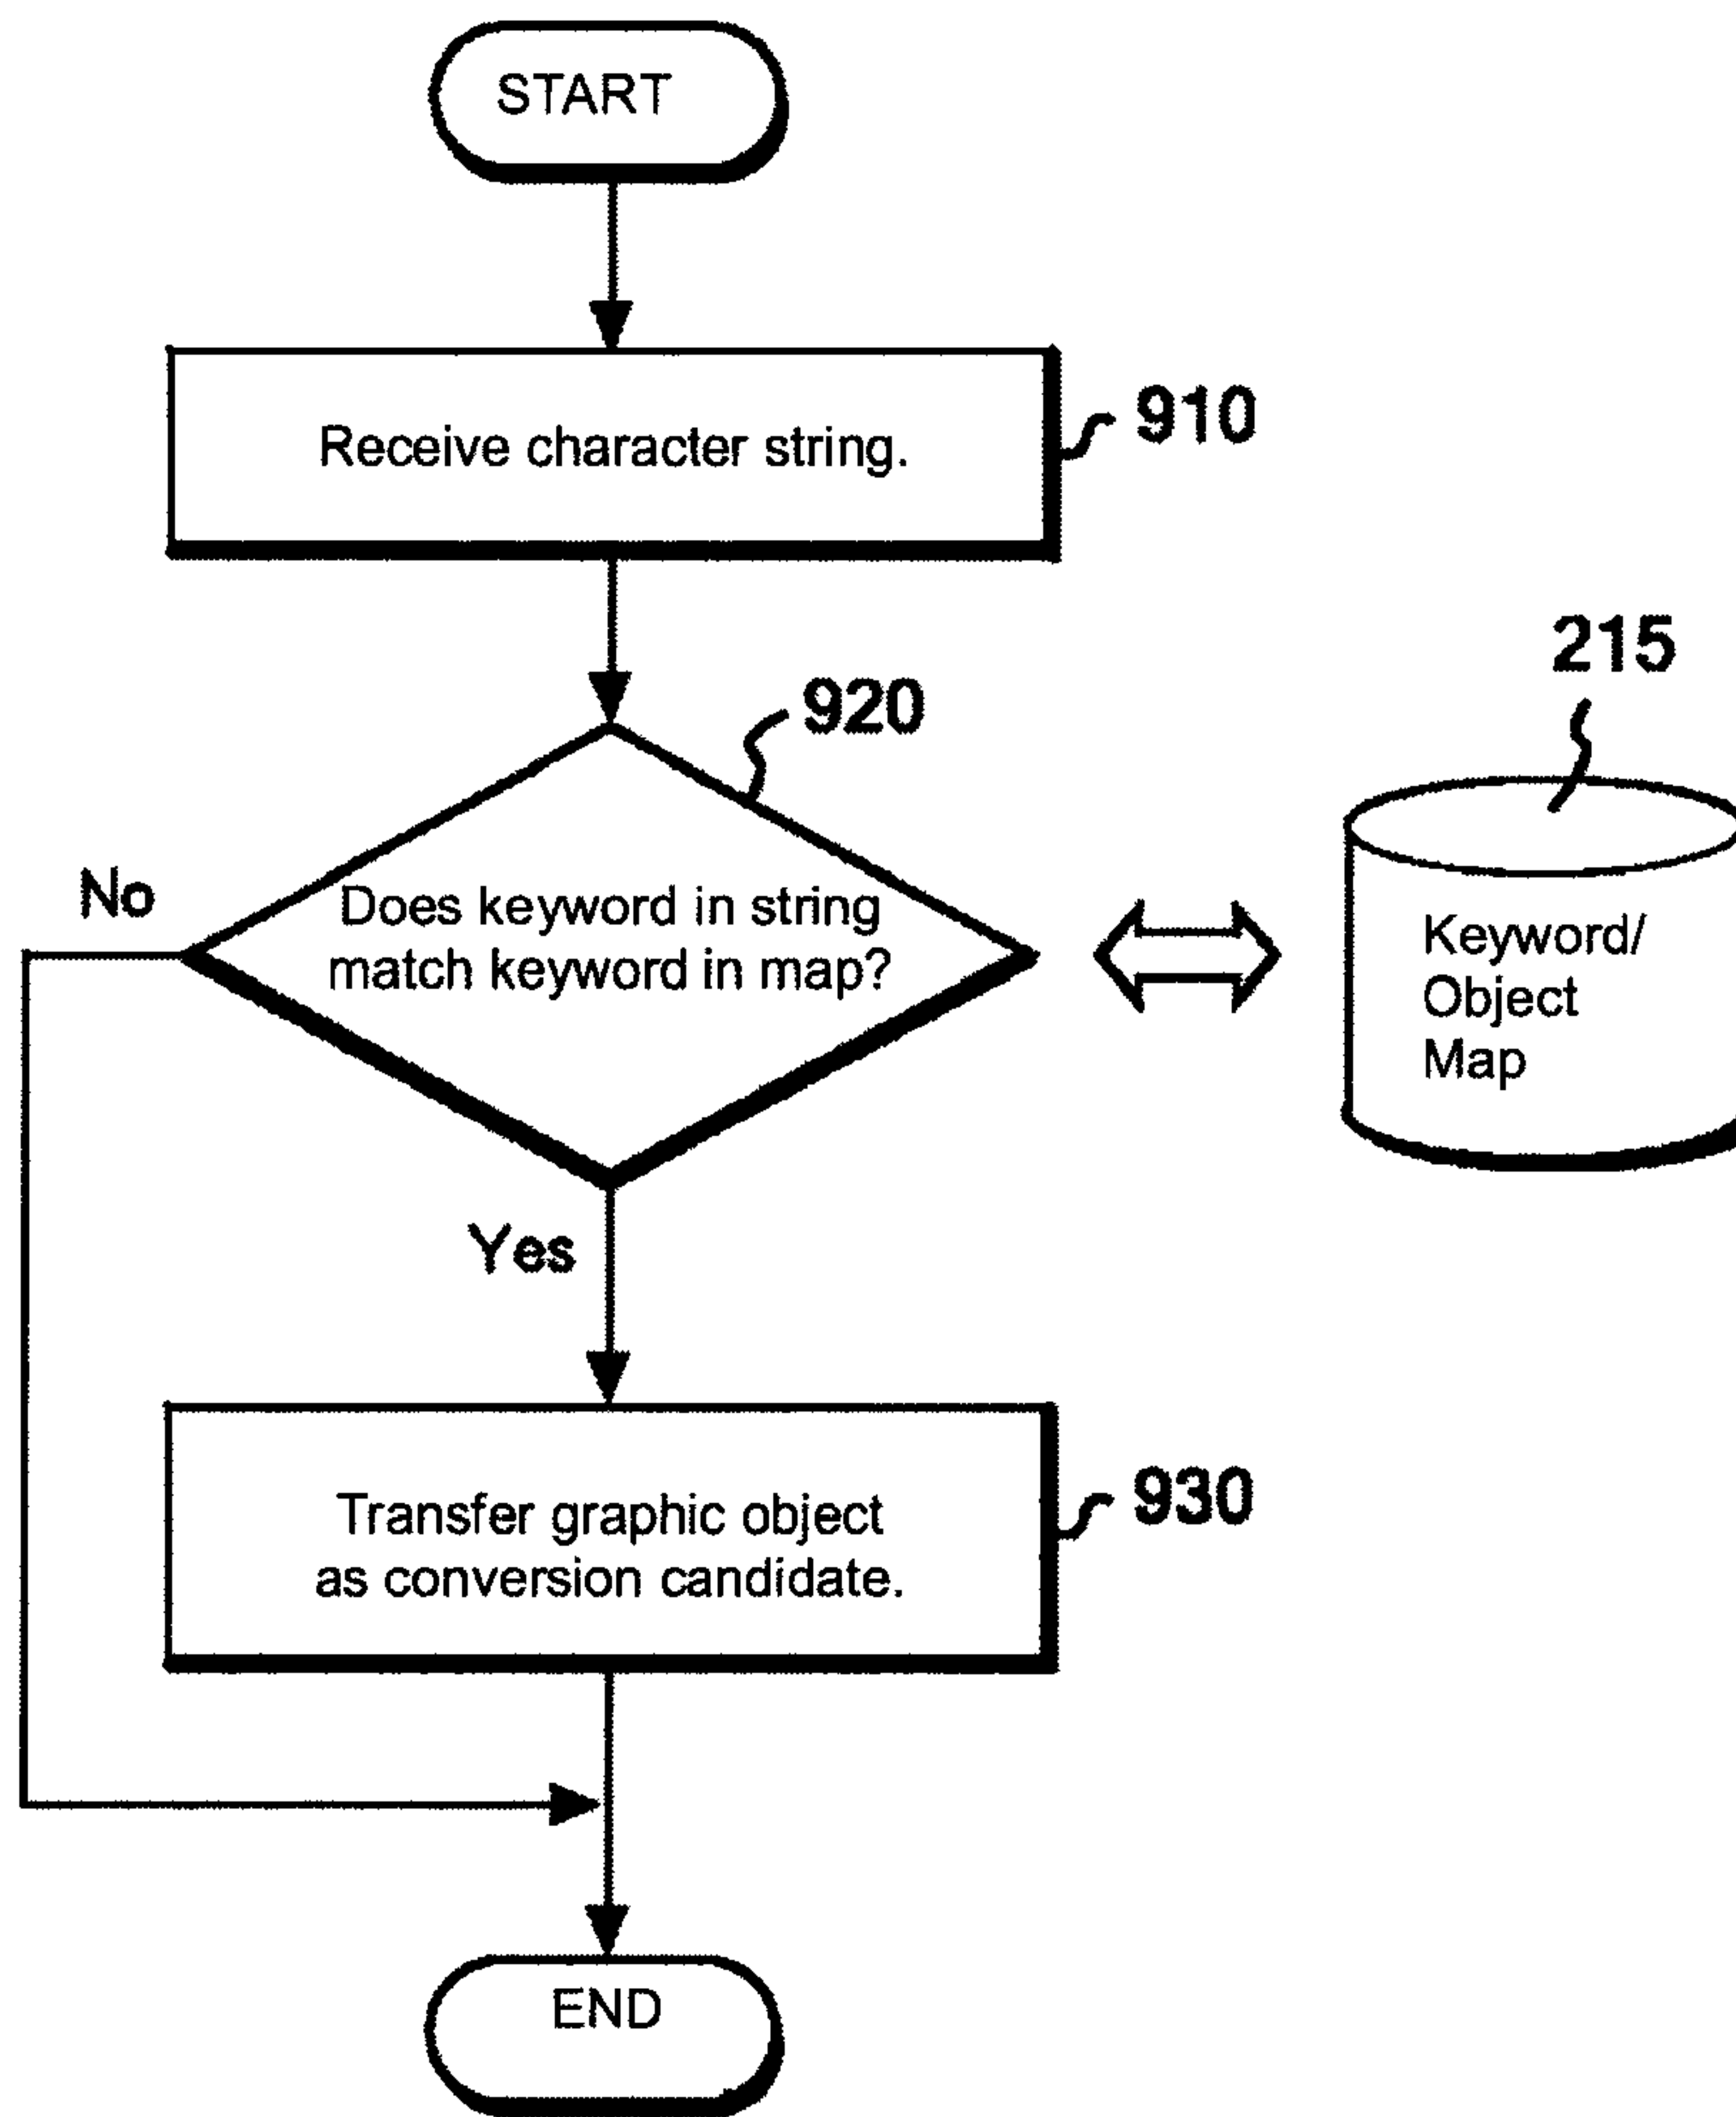 START
Receive character string.
910
215
920
No
Does keyword in string
match keyword in map?
Keyword/
Object
Map
Yes
Transfer graphic object
as conversion candidate.
930
END